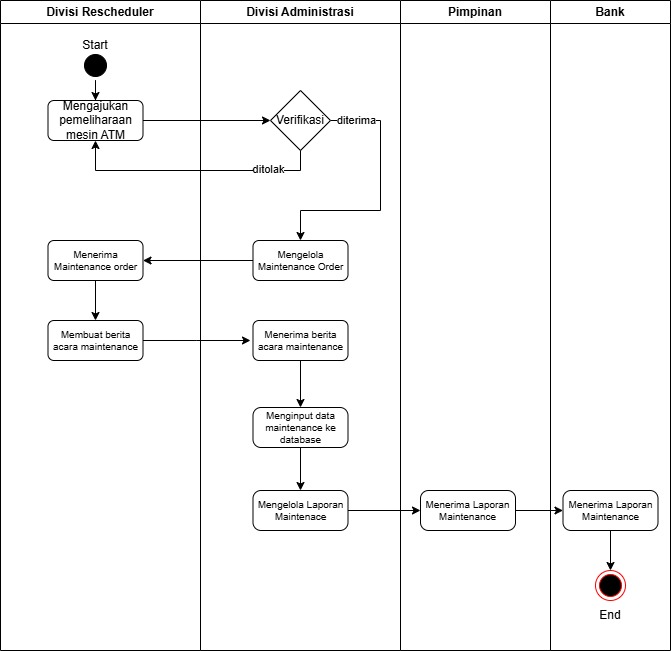 Divisi Rescheduler
Divisi Administrasi
Pimpinan
Bank
Start
Mengajukan
pemeliharaan
mesin ATM
Verifikasi
diterima
ditolak
Menerima
Maintenance order
Mengelola
Maintenance Order
Membuat berita
acara maintenance
Menerima berita
acara maintenance
Menginput data
maintenance ke
database
Mengelola Laporan
Maintenace
Menerima Laporan
Maintenance
Menerima Laporan
Maintenance
End